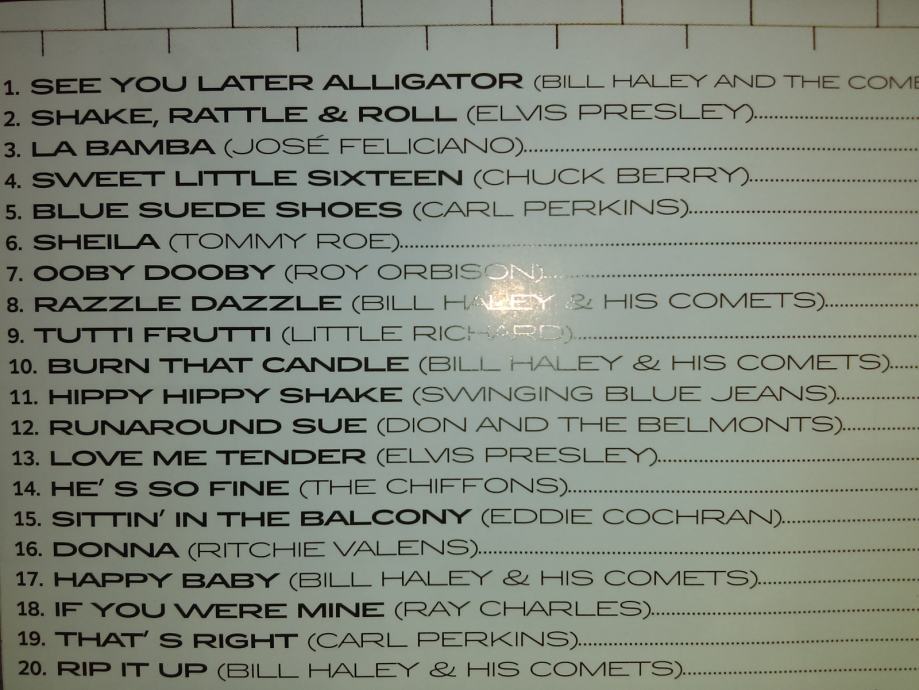 1. SEE YOU LATER ALLIGATOR (BILL HALEY AND THE COME
2. SHAKE, RATTLE & ROLL (ELVIS PRESLEY)
3. LA BAMBA (JOSÉ FELICIANO)
4. SWEET LITTLE SIXTEEN (CHUCK BERRY)
5. BLUE SUEDE SHOES (CARL PERKINS)
6. SHEILA (TOMMY ROE)
7. OOBY DOOBY (ROY ORBISON)
8. RAZZLE DAZZLE (BILL HALEY & HIS COMETS)
9. TUTTI FRUTTI (LITTLE RICHARD)
10. BURN THAT CANDLE (BILL HALEY & HIS COMETS)
11. HIPPY HIPPY SHAKE (SWINGING BLUE JEANS)
12. RUNAROUND SUE (DION AND THE BELMONTS)
13. LOVE ME TENDER (ELVIS PRESLEY)
14. HE' S SO FINE (THE CHIFFONS)
15. SITTIN' IN THE BALCONY (EDDIE COCHRAN)
16. DONNA (RITCHIE VALENS)
17. HAPPY BABY (BILL HALEY & HIS COMETS)
18. IF YOU WERE MINE (RAY CHARLES)
19. THAT' S RIGHT (CARL PERKINS)
20. RIP IT UP (BILL HALEY & HIS COMETS)